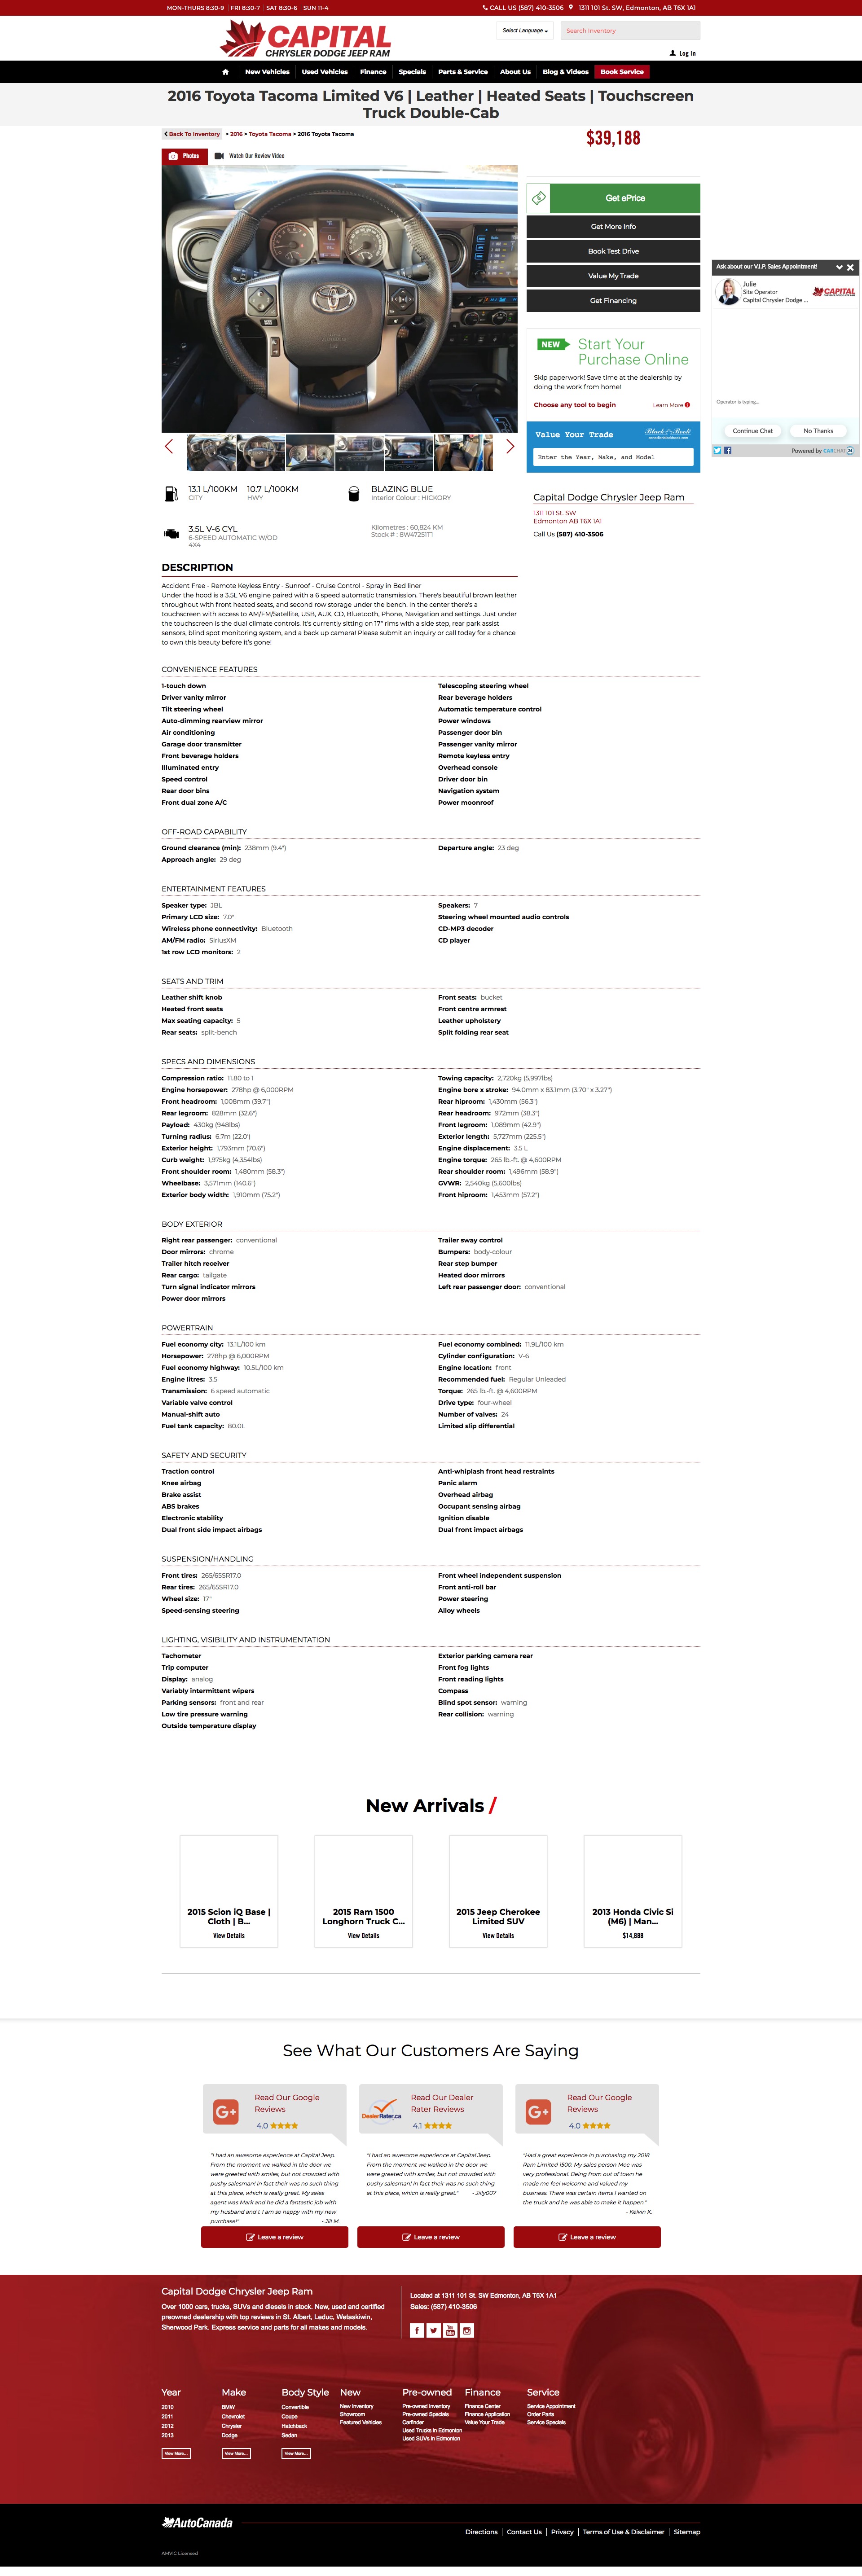 MON-THURS 8:30-9 | FRI 8:30-7 | SAT 8:30-6 | SUN 11-4
CALL US (587) 410-3506 1311 101 St. SW, Edmonton, AB T6X 1A1
CAPITAL
CHRYSLER DODGE JEEP RAM
Select Language
Search Inventory
Log In
New Vehicles
Used Vehicles
Finance
Specials
Parts & Service
About Us
Blog & Videos
Book Service
2016 Toyota Tacoma Limited V6 | Leather | Heated Seats | Touchscreen
Truck Double-Cab
Back To Inventory > 2016 > Toyota Tacoma > 2016 Toyota Tacoma
$39,188
Photos
Watch Our Review Video
TOYOTA
Get ePrice
Get More Info
Book Test Drive
Value My Trade
Get Financing
Ask about our V.I.P. Sales Appointment!
Julie
Site Operator
Capital Chrysler Dodge ...
CAPITAL
Operator is typing...
Continue Chat
No Thanks
Powered by CARCHAT 24
NEW
Start Your
Purchase Online
Skip paperwork! Save time at the dealership by
doing the work from home!
Choose any tool to begin
Learn More
Value Your Trade
Black Book
Enter the Year, Make, and Model
13.1 L/100KM
CITY
10.7 L/100KM
HWY
BLAZING BLUE
Interior Colour : HICKORY
3.5L V-6 CYL
6-SPEED AUTOMATIC W/OD
4X4
Kilometres : 60,824 KM
Stock # : 8W47251T1
Capital Dodge Chrysler Jeep Ram
1311 101 St. SW
Edmonton AB T6X 1A1
Call Us (587) 410-3506
DESCRIPTION
Accident Free - Remote Keyless Entry - Sunroof - Cruise Control - Spray in Bed liner
Under the hood is a 3.5L V6 engine paired with a 6 speed automatic transmission. There's beautiful brown leather
throughout with front heated seats, and second row storage under the bench. In the center there's a
touchscreen with access to AM/FM/Satellite, USB, AUX, CD, Bluetooth, Phone, Navigation and settings. Just under
the touchscreen is the dual climate controls. It's currently sitting on 17" rims with a side step, rear park assist
sensors, blind spot monitoring system, and a back up camera! Please submit an inquiry or call today for a chance
to own this beauty before it's gone!
CONVENIENCE FEATURES
1-touch down
Telescoping steering wheel
Driver vanity mirror
Rear beverage holders
Tilt steering wheel
Automatic temperature control
Auto-dimming rearview mirror
Power windows
Air conditioning
Passenger door bin
Garage door transmitter
Passenger vanity mirror
Front beverage holders
Remote keyless entry
Illuminated entry
Overhead console
Speed control
Driver door bin
Rear door bins
Navigation system
Front dual zone A/C
Power moonroof
OFF-ROAD CAPABILITY
Ground clearance (min): 238mm (9.4")
Departure angle: 23 deg
Approach angle: 29 deg
ENTERTAINMENT FEATURES
Speaker type: JBL
Speakers: 7
Primary LCD size: 7.0"
Steering wheel mounted audio controls
Wireless phone connectivity: Bluetooth
CD-MP3 decoder
AM/FM radio: SiriusXM
CD player
1st row LCD monitors: 2
SEATS AND TRIM
Leather shift knob
Front seats: bucket
Heated front seats
Front centre armrest
Max seating capacity: 5
Leather upholstery
Rear seats: split-bench
Split folding rear seat
SPECS AND DIMENSIONS
Compression ratio: 11.80 to 1
Towing capacity: 2,720kg (5,997lbs)
Engine horsepower: 278hp @ 6,000RPM
Engine bore x stroke: 94.0mm x 83.1mm (3.70" x 3.27")
Front headroom: 1,008mm (39.7")
Rear hiproom: 1,430mm (56.3")
Rear legroom: 828mm (32.6")
Rear headroom: 972mm (38.3")
Payload: 430kg (948lbs)
Front legroom: 1,089mm (42.9")
Turning radius: 6.7m (22.0')
Exterior length: 5,727mm (225.5")
Exterior height: 1,793mm (70.6")
Engine displacement: 3.5 L
Curb weight: 1,975kg (4,354lbs)
Engine torque: 265 lb.-ft. @ 4,600RPM
Front shoulder room: 1,480mm (58.3")
Rear shoulder room: 1,496mm (58.9")
Wheelbase: 3,571mm (140.6")
GVWR: 2,540kg (5,600lbs)
Exterior body width: 1,910mm (75.2")
Front hiproom: 1,453mm (57.2")
BODY EXTERIOR
Right rear passenger: conventional
Trailer sway control
Door mirrors: chrome
Bumpers: body-colour
Trailer hitch receiver
Rear step bumper
Rear cargo: tailgate
Heated door mirrors
Turn signal indicator mirrors
Left rear passenger door: conventional
Power door mirrors
POWERTRAIN
Fuel economy city: 13.1L/100 km
Fuel economy combined: 11.9L/100 km
Horsepower: 278hp @ 6,000RPM
Cylinder configuration: V-6
Fuel economy highway: 10.5L/100 km
Engine location: front
Engine litres: 3.5
Recommended fuel: Regular Unleaded
Transmission: 6 speed automatic
Torque: 265 lb.-ft. @ 4,600RPM
Variable valve control
Drive type: four-wheel
Manual-shift auto
Number of valves: 24
Fuel tank capacity: 80.0L
Limited slip differential
SAFETY AND SECURITY
Traction control
Anti-whiplash front head restraints
Knee airbag
Panic alarm
Brake assist
Overhead airbag
ABS brakes
Occupant sensing airbag
Electronic stability
Ignition disable
Dual front side impact airbags
Dual front impact airbags
SUSPENSION/HANDLING
Front tires: 265/65SR17.0
Front wheel independent suspension
Rear tires: 265/65SR17.0
Front anti-roll bar
Wheel size: 17"
Power steering
Speed-sensing steering
Alloy wheels
LIGHTING, VISIBILITY AND INSTRUMENTATION
Tachometer
Exterior parking camera rear
Trip computer
Front fog lights
Display: analog
Front reading lights
Variably intermittent wipers
Compass
Parking sensors: front and rear
Blind spot sensor: warning
Low tire pressure warning
Rear collision: warning
Outside temperature display
New Arrivals /
2015 Scion iQ Base |
Cloth | B...
View Details
2015 Ram 1500
Longhorn Truck C...
View Details
2015 Jeep Cherokee
Limited SUV
View Details
2013 Honda Civic Si
(M6) | Man...
$14,888
See What Our Customers Are Saying
G+
Read Our Google
Reviews
4.0
"I had an awesome experience at Capital Jeep.
From the moment we walked in the door we
were greeted with smiles, but not crowded with
pushy salesman! In fact their was no such thing
at this place, which is really great. My sales
agent was Mark and he did a fantastic job with
my husband and I. I am so happy with my new
purchase!" - Jill M.
Leave a review
DealerRater.ca
Read Our Dealer
Rater Reviews
4.1
"I had an awesome experience at Capital Jeep.
From the moment we walked in the door we
were greeted with smiles, but not crowded with
pushy salesman! In fact their was no such thing
at this place, which is really great." - Jilly007
Leave a review
G+
Read Our Google
Reviews
4.0
"Had a great experience in purchasing my 2018
Ram Limited 1500. My sales person Moe was
very professional. Being from out of town he
made me feel welcome and valued my
business. There was certain items I wanted on
the truck and he was able to make it happen."
- Kelvin K.
Leave a review
Capital Dodge Chrysler Jeep Ram
Over 1000 cars, trucks, SUVs and diesels in stock. New, used and certified
preowned dealership with top reviews in St. Albert, Leduc, Wetaskiwin,
Sherwood Park. Express service and parts for all makes and models.
Located at 1311 101 St. SW Edmonton, AB T6X 1A1
Sales: (587) 410-3506
Year
2010
2011
2012
2013
View More...
Make
BMW
Chevrolet
Chrysler
Dodge
View More...
Body Style
Convertible
Coupe
Hatchback
Sedan
View More...
New
New Inventory
Showroom
Featured Vehicles
Pre-owned
Pre-owned Inventory
Pre-owned Specials
Carfinder
Used Trucks in Edmonton
Used SUVs in Edmonton
Finance
Finance Center
Finance Application
Value Your Trade
Service
Service Appointment
Order Parts
Service Specials
AutoCanada
Directions | Contact Us | Privacy | Terms of Use & Disclaimer | Sitemap
AMVIC Licensed